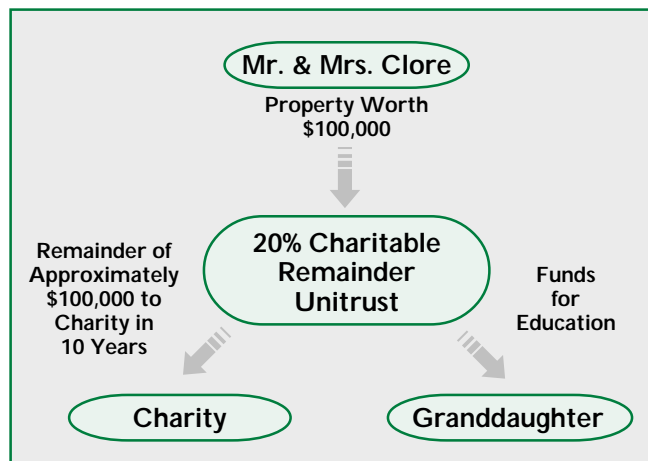 Mr. & Mrs. Clore
Property Worth
$100,000
20% Charitable
Remainder
Unitrust
Remainder of
Approximately
$100,000 to
Charity in
10 Years
Funds
for
Education
Charity
Granddaughter